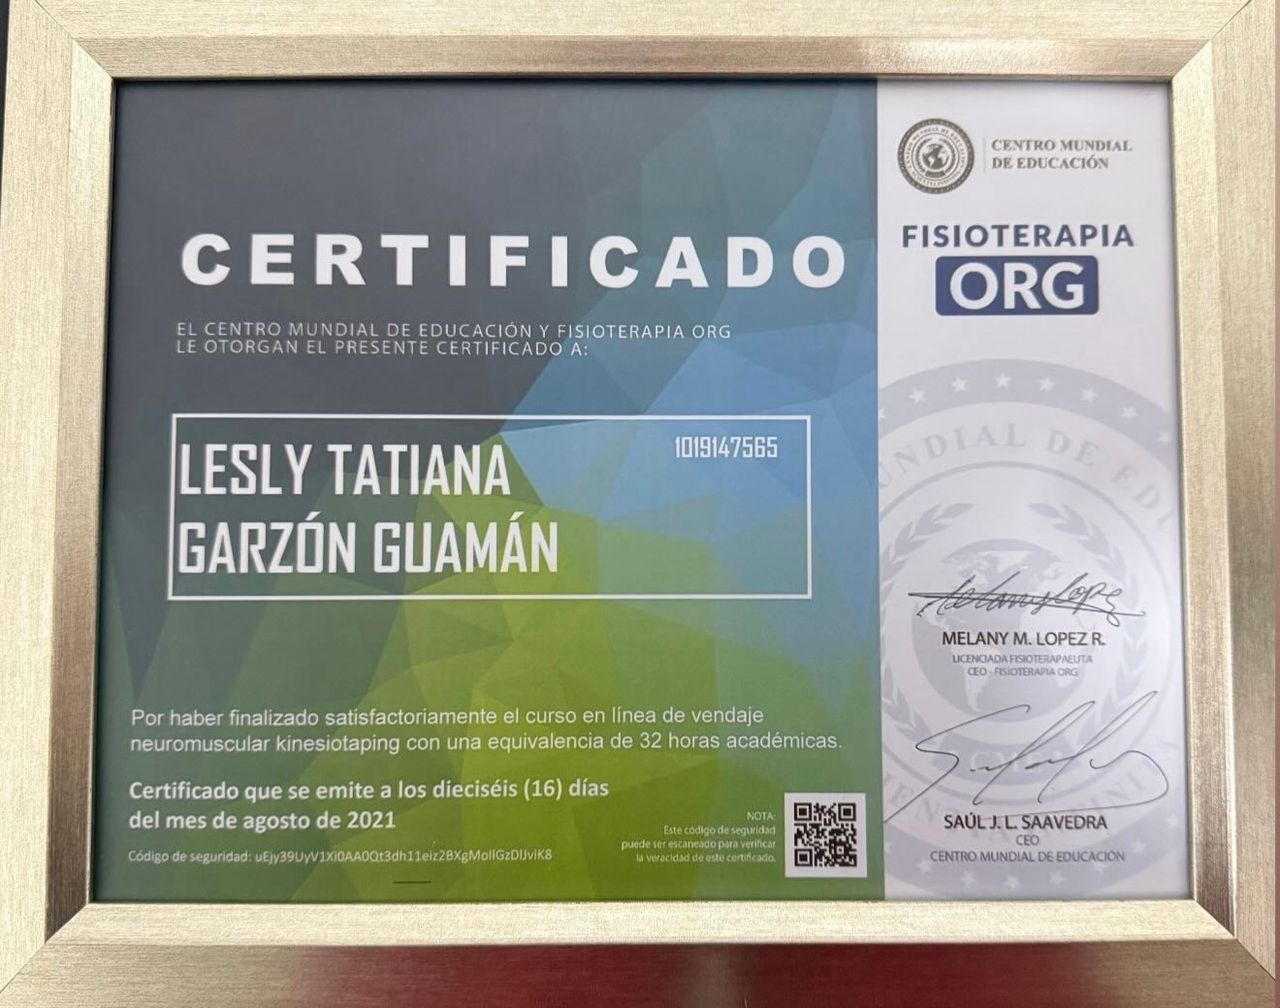 CENTRO MUNDIAL
DE EDUCACIÓN
FISIOTERAPIA
ORG
CERTIFICADO
EL CENTRO MUNDIAL DE EDUCACIÓN Y FISIOTERAPIA ORG
LE OTORGAN EL PRESENTE CERTIFICADO A:
LESLY TATIANA
GARZÓN GUAMÁN
1019147565
Por haber finalizado satisfactoriamente el curso en línea de vendaje
neuromuscular kinesiotaping con una equivalencia de 32 horas académicas.
Certificado que se emite a los dieciséis (16) días
del mes de agosto de 2021
Código de seguridad:
NOTA:
Este código de seguridad
puede ser escaneado para verificar
la veracidad de este certificado.
MELANY M. LOPEZ R.
LICENCIADA FISIOTERAPAEUTA
CEO - FISIOTERAPIA ORG
SAÚL J. L. SAAVEDRA
CEO
CENTRO MUNDIAL DE EDUCACIÓN